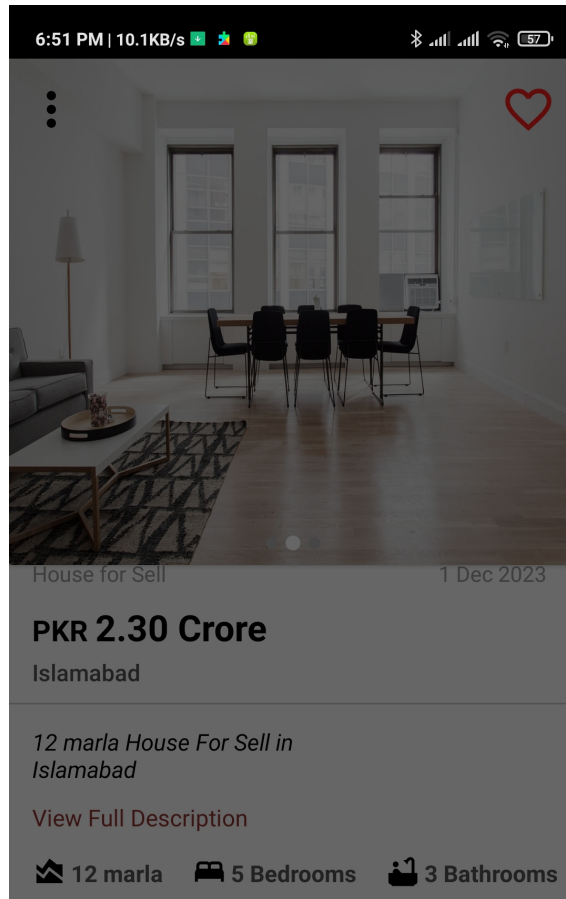 6:51 PM | 10.1KB/s 57
House for Sell 1 Dec 2023
PKR 2.30 Crore
Islamabad
12 marla House For Sell in
Islamabad
View Full Description
12 marla 5 Bedrooms 3 Bathrooms